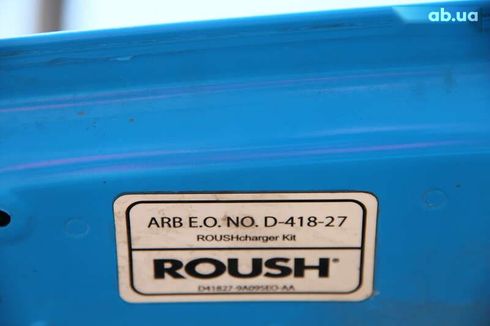 ab.ua
ARB E.O. NO. D-418-27
ROUSHcharger Kit
ROUSH®
D41827-9A095EO-AA